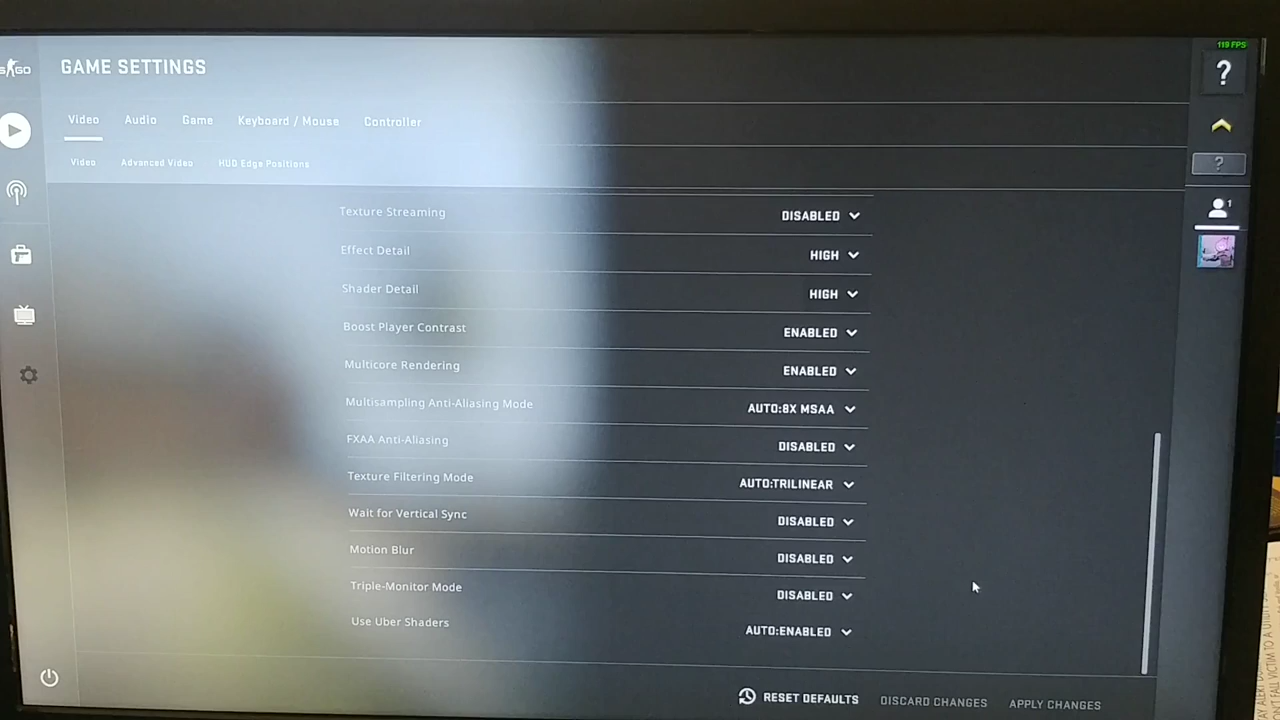 119 FPS
GAME SETTINGS
?
Video Audio Game Keyboard / Mouse Controller
Video Advanced Video HUD Edge Positions
?
Texture Streaming DISABLED
1
Effect Detail HIGH
Shader Detail HIGH
Boost Player Contrast ENABLED
Multicore Rendering ENABLED
Multisampling Anti-Aliasing Mode AUTO:8X MSAA
FXAA Anti-Aliasing DISABLED
Texture Filtering Mode AUTO:TRILINEAR
Wait for Vertical Sync DISABLED
Motion Blur DISABLED
Triple-Monitor Mode DISABLED
Use Uber Shaders AUTO:ENABLED
RESET DEFAULTS DISCARD CHANGES APPLY CHANGES